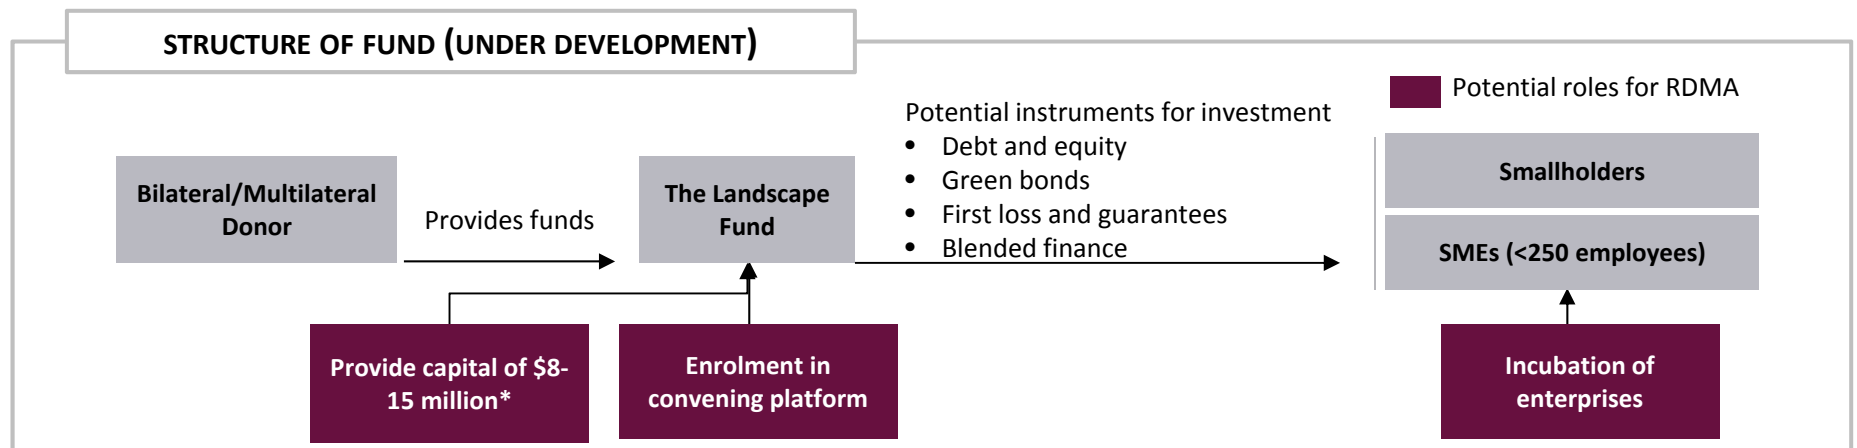 STRUCTURE OF FUND (UNDER DEVELOPMENT)
Potential roles for RDMA
Bilateral/Multilateral
Donor
Provides funds
The Landscape
Fund
Potential instruments for investment
• Debt and equity
• Green bonds
• First loss and guarantees
• Blended finance
Smallholders
SMEs (<250 employees)
Provide capital of $8-
15 million*
Enrolment in
convening platform
Incubation of
enterprises